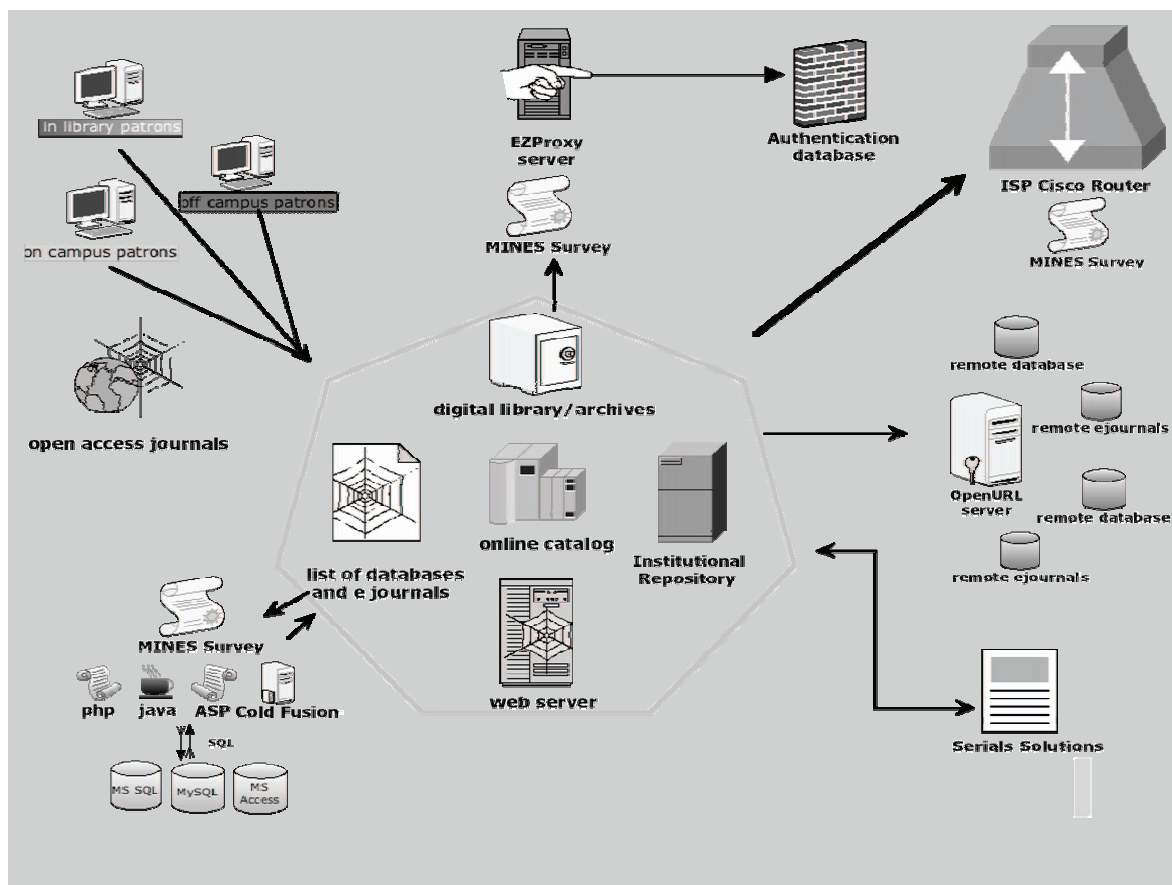 in library patrons
off campus patrons
on campus patrons
open access journals
EZProxy
server
MINES Survey
Authentication
database
ISP Cisco Router
MINES Survey
digital library/archives
list of databases
and e journals
online catalog
Institutional
Repository
web server
remote database
remote ejournals
OpenURL
server
remote database
remote ejournals
Serials Solutions
MINES Survey
php
java
ASP
Cold Fusion
SQL
MS SQL
MySQL
MS
Access